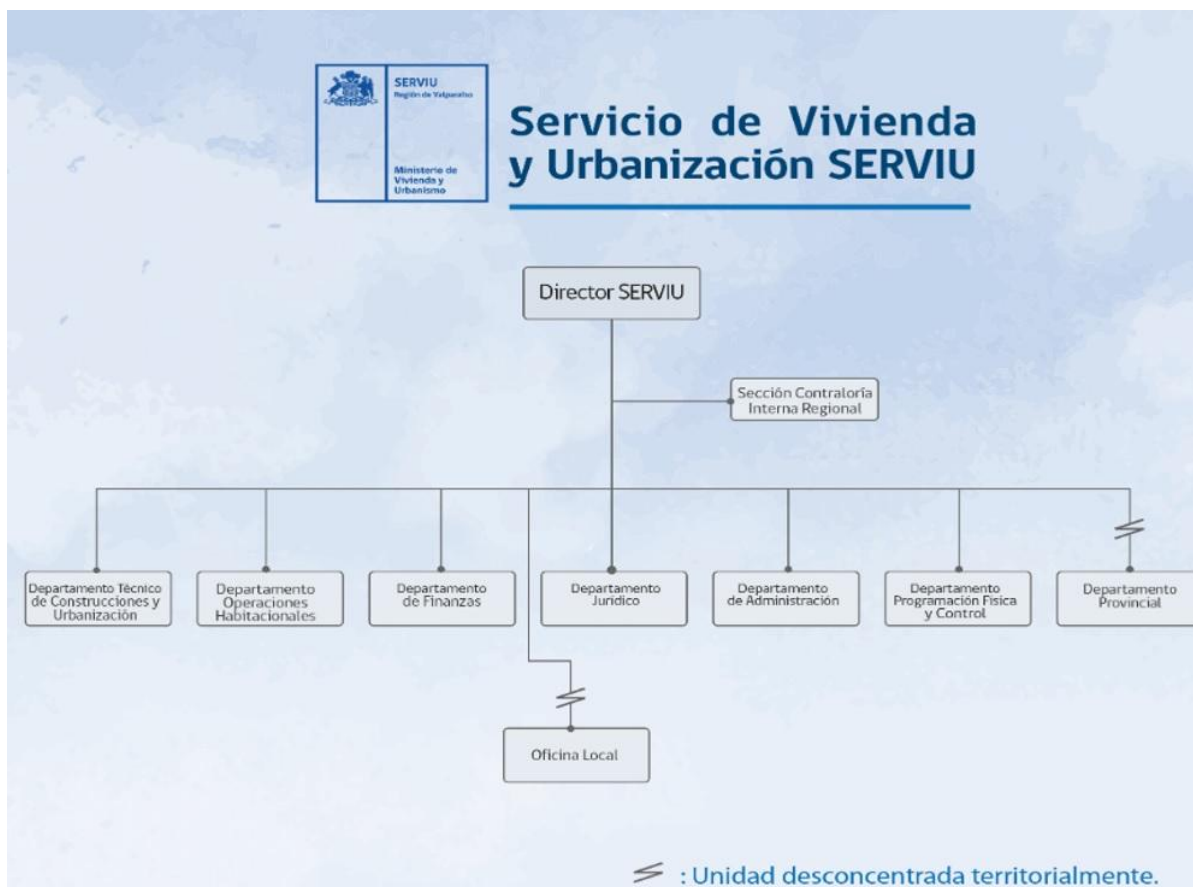 SERVIU
Región de Valparaíso
Ministerio de
Vivienda y
Urbanismo
Servicio de Vivienda
y Urbanización SERVIU
Director SERVIU
Sección Contraloría
Interna Regional
Departamento Técnico
de Construcciones y
Urbanización
Departamento
Operaciones
Habitacionales
Departamento
de Finanzas
Departamento
Jurídico
Departamento
de Administración
Departamento
Programación Física
y Control
Departamento
Provincial
Oficina Local
: Unidad desconcentrada territorialmente.